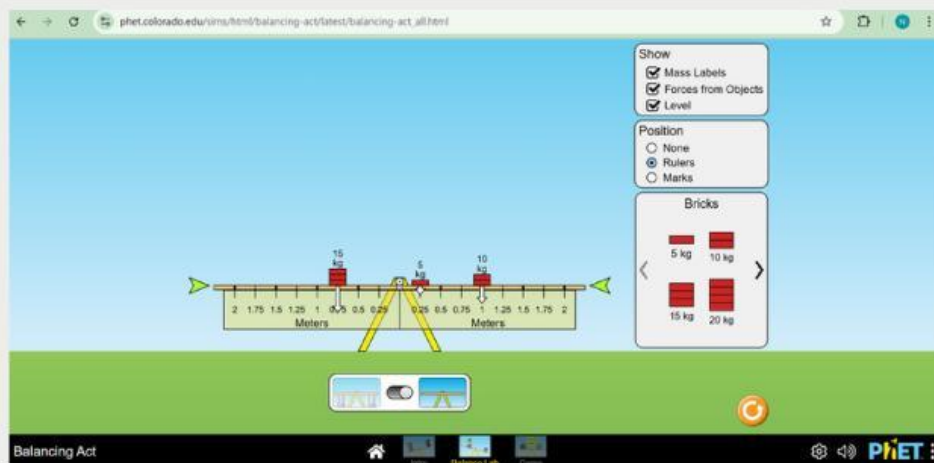 phet.colorado.edu/sims/html/balancing-act/latest/balancing-act_all.html
N
Show
Mass Labels
Forces from Objects
Level
Position
None
Rulers
Marks
Bricks
5 kg 10 kg
15 kg 20 kg
15
kg
5
kg
10
kg
2 1.75 1.5 1.25 1 0.75 0.5 0.25 0.25 0.5 0.75 1 1.25 1.5 1.75 2
Meters Meters
Balancing Act
Balance Lab
PhET